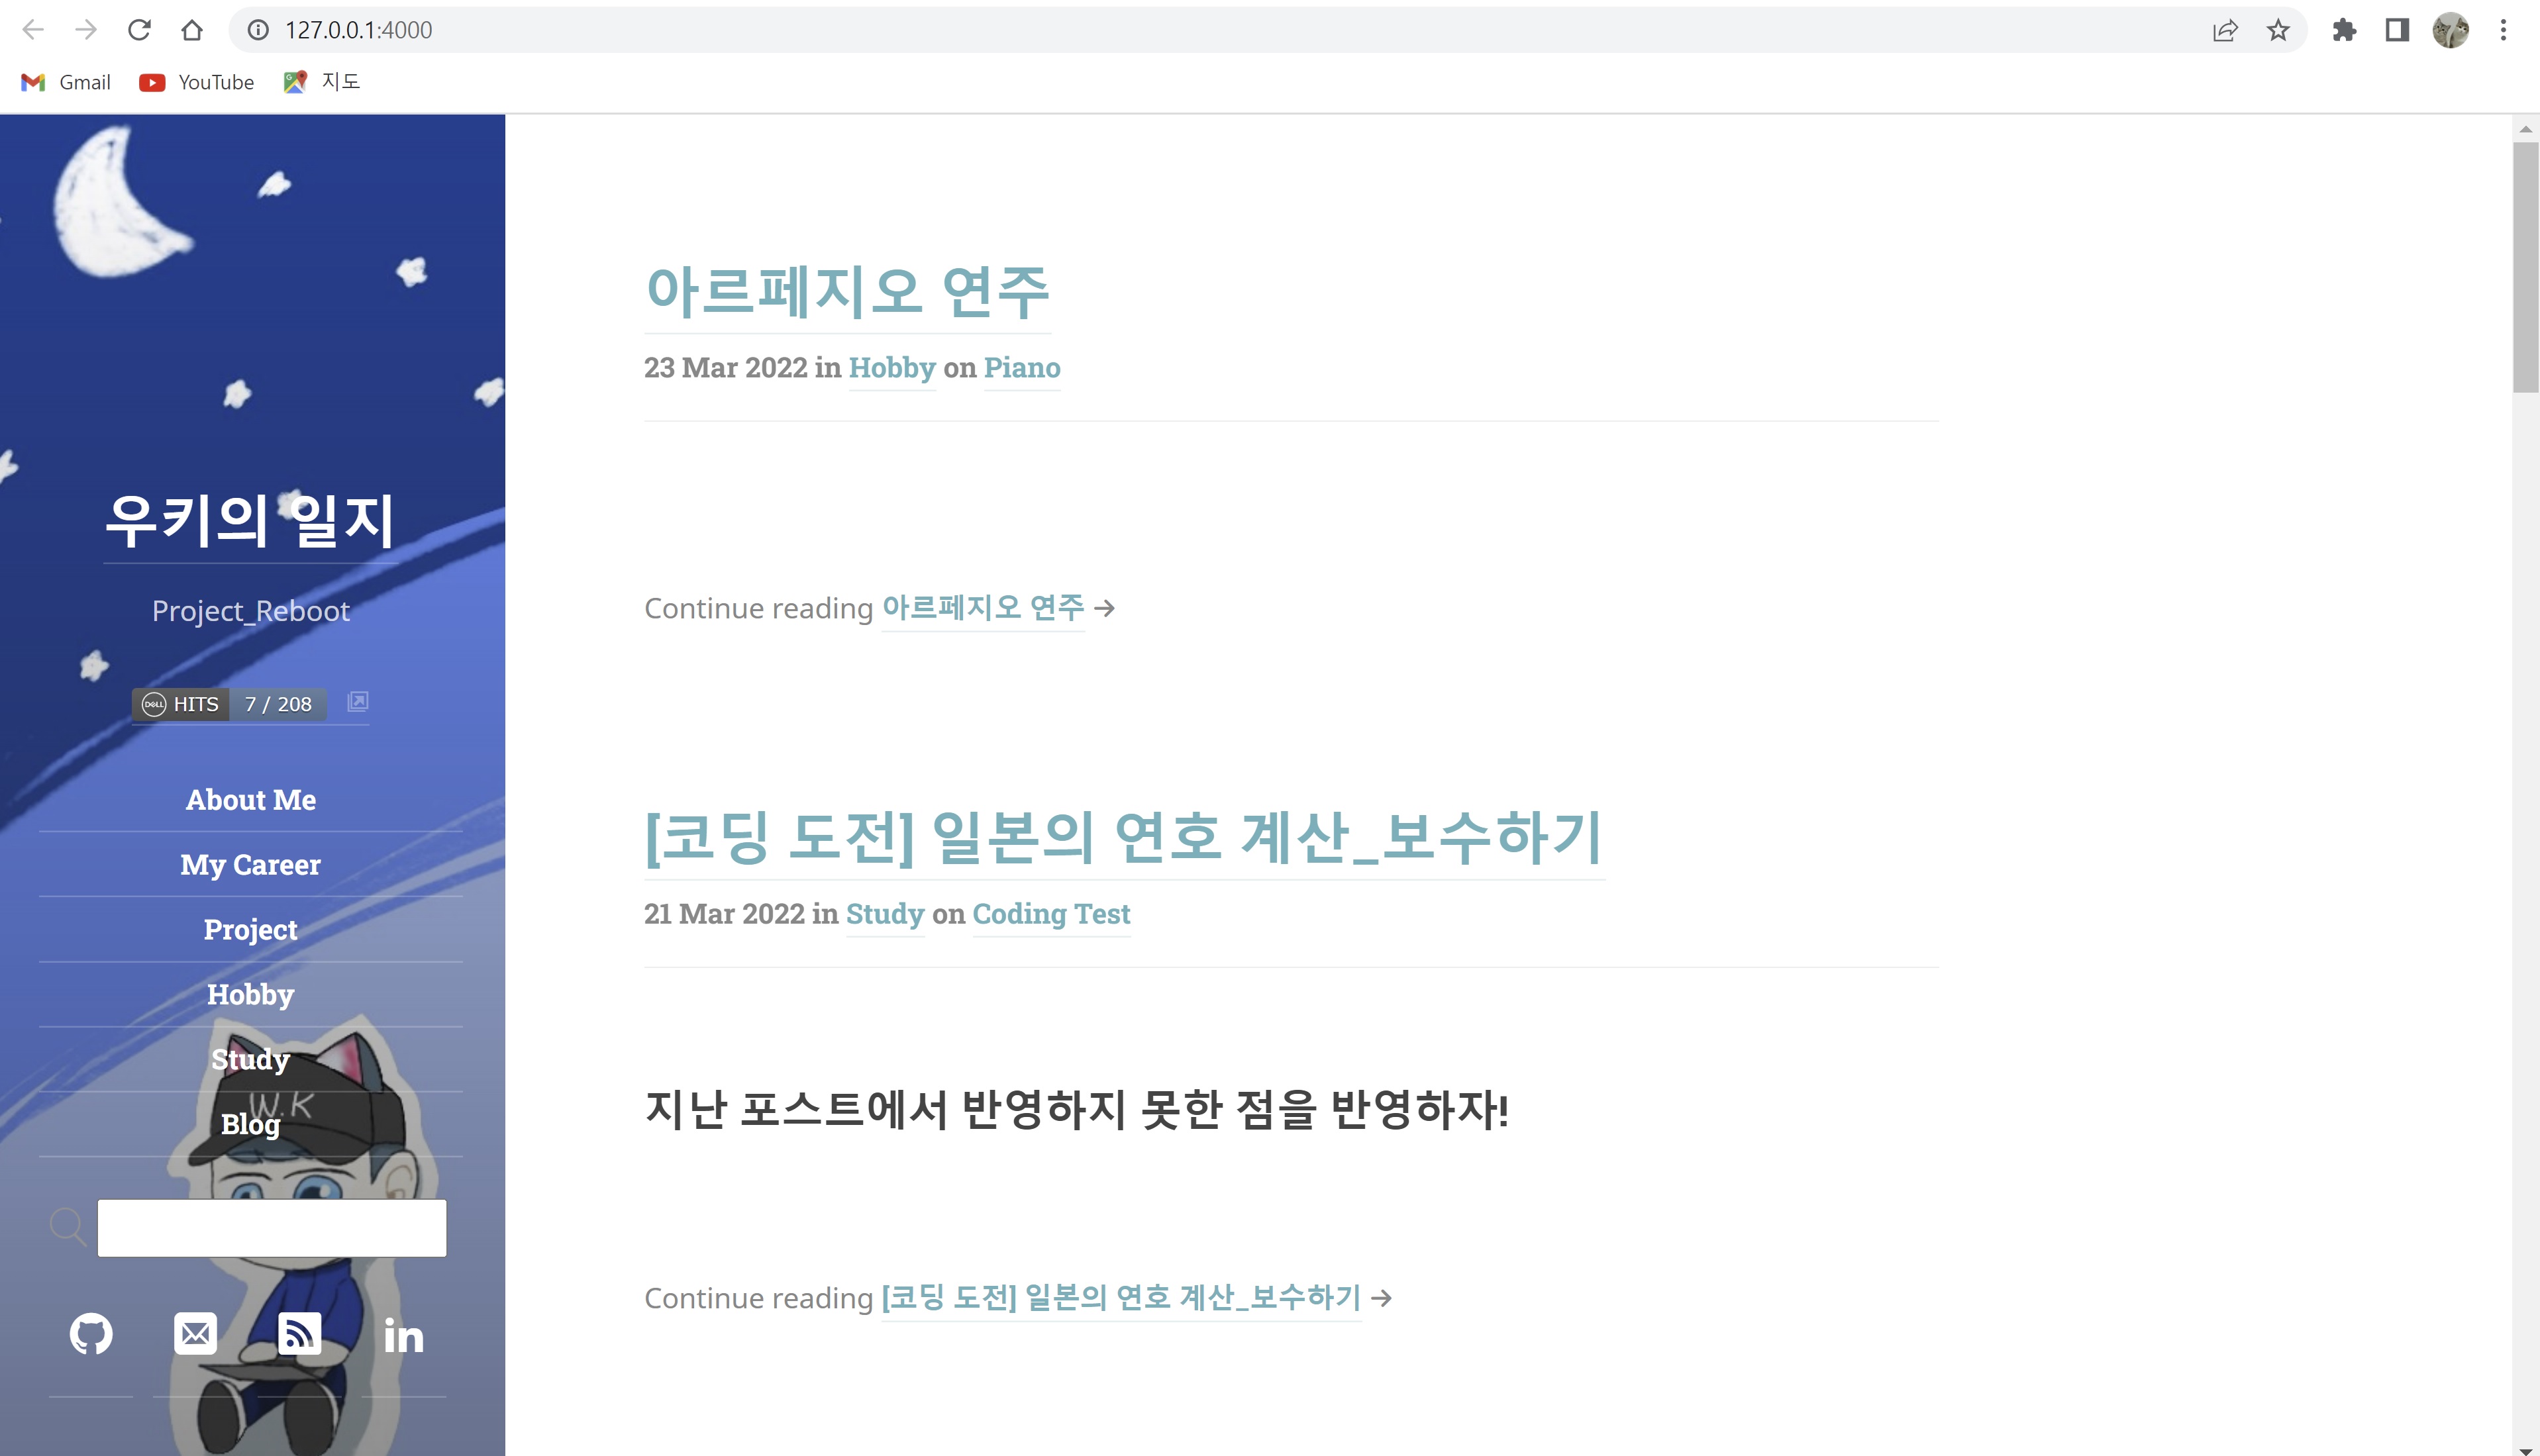 127.0.0.1:4000
Gmail YouTube 지도
우키의 일지
Project_Reboot
DELL HITS 7 / 208
About Me
My Career
Project
Hobby
Study
W.K
Blog
in
아르페지오 연주
23 Mar 2022 in Hobby on Piano
Continue reading 아르페지오 연주 →
[코딩 도전] 일본의 연호 계산_보수하기
21 Mar 2022 in Study on Coding Test
지난 포스트에서 반영하지 못한 점을 반영하자!
Continue reading [코딩 도전] 일본의 연호 계산_보수하기 →